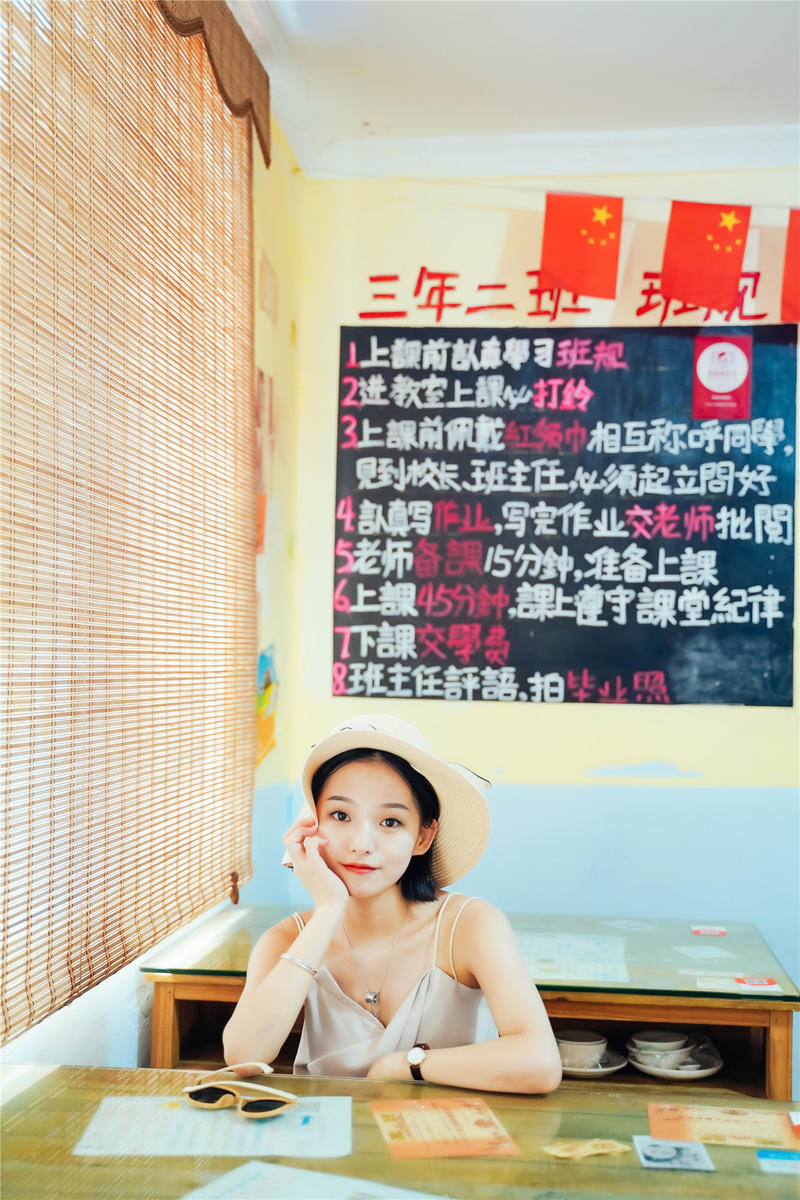 三年二班 班规
1上課前訁真學习班规
2进教室上課必打鈴
3上課前佩戴紅领巾相互称呼同學,
見到校长、班主任,必須起立問好
4訁真写作业,写完作业交老师批閱
5老师备課15分鈡,准备上課
6上課45分鈡,課上遵守課堂紀律
7下課交學费
8班主任評語,拍毕业照